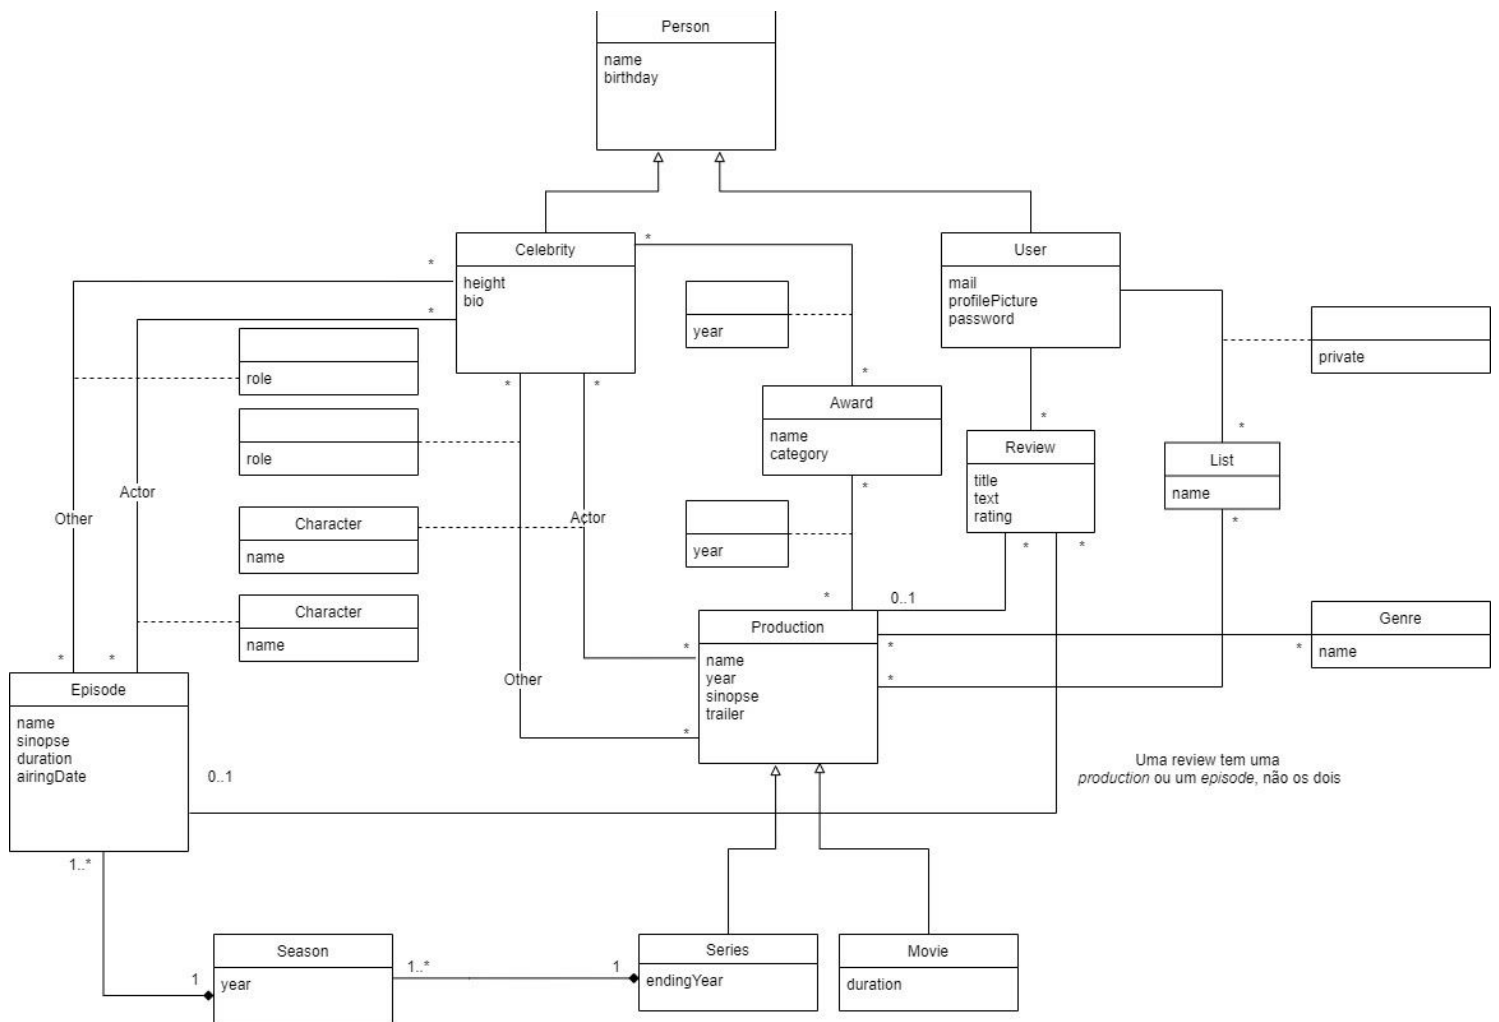 Person
name
birthday
Celebrity
height
bio
User
mail
profilePicture
password
*
*
*
year
private
role
role
*
*
*
Award
name
category
*
Review
title
text
rating
*
List
name
Actor
Other
Character
name
Actor
*
year
*
*
*
Character
name
*
0..1
Production
name
year
sinopse
trailer
Genre
name
*
*
*
*
*
*
*
Other
Episode
name
sinopse
duration
airingDate
0..1
Uma review tem uma
production ou um episode, não os dois
1..*
Season
year
1
1..*
1
Series
endingYear
Movie
duration